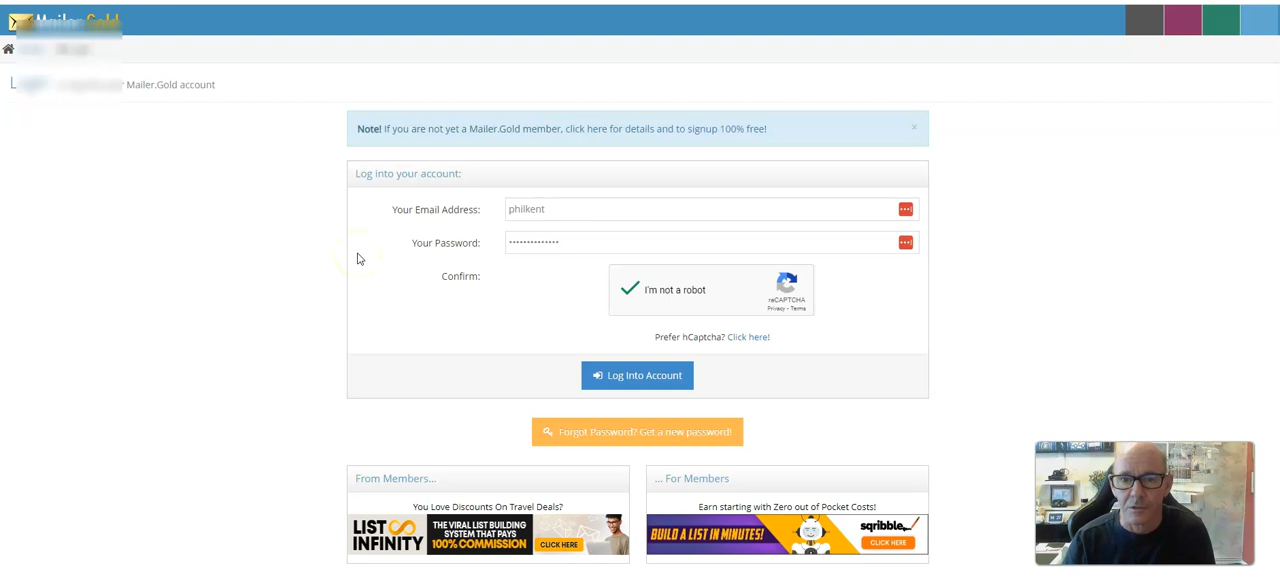 Mailer.Gold
Mailer.Gold account
Note! If you are not yet a Mailer.Gold member, click here for details and to signup 100% free!
×
Log into your account:
Your Email Address: philkent
Your Password: ••••••••••••••
Confirm:
I'm not a robot
reCAPTCHA
Privacy - Terms
Prefer hCaptcha? Click here!
Log Into Account
Forgot Password? Get a new password!
From Members...
You Love Discounts On Travel Deals?
LIST INFINITY
THE VIRAL LIST BUILDING
SYSTEM THAT PAYS
100% COMMISSION
CLICK HERE
... For Members
Earn starting with Zero out of Pocket Costs!
BUILD A LIST IN MINUTES!
sqribble
CLICK HERE